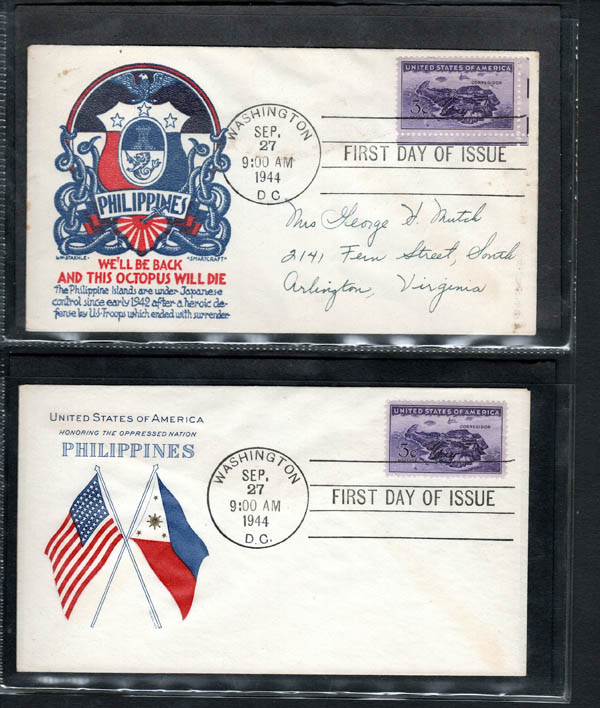 UNITED STATES OF AMERICA
CORREGIDOR
3¢
WASHINGTON
SEP.
27
9:00 AM
1944
D.C.
FIRST DAY OF ISSUE
PHILIPPINES
L.W. STAEHLE •
• SMARTCRAFT •
WE'LL BE BACK
AND THIS OCTOPUS WILL DIE
The Philippine Islands are under Japanese
control since early 1942 after a heroic de-
fense by U.S. Troops which ended with surrender
Mrs George H. Mutch
2141 Fern Street, South
Arlington, Virginia
UNITED STATES OF AMERICA
HONORING THE OPPRESSED NATION
PHILIPPINES
UNITED STATES OF AMERICA
CORREGIDOR
3¢
WASHINGTON
SEP.
27
9:00 AM
1944
D.C.
FIRST DAY OF ISSUE